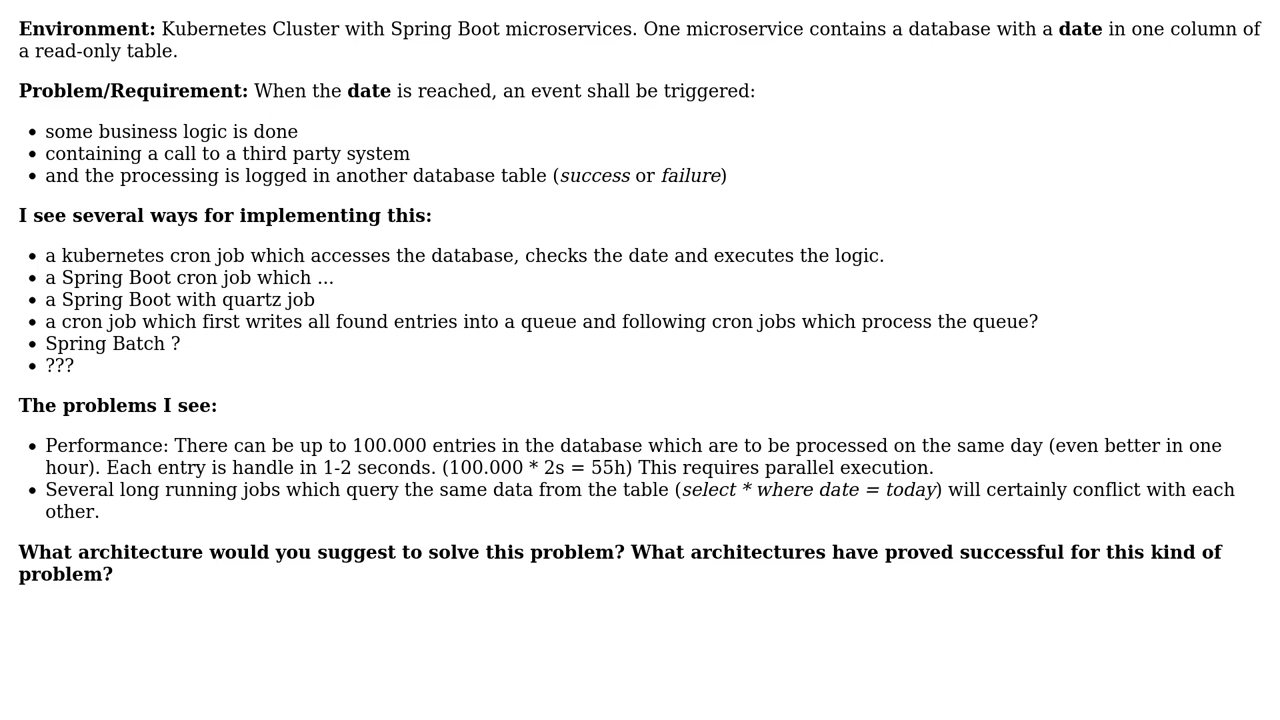 Environment: Kubernetes Cluster with Spring Boot microservices. One microservice contains a database with a date in one column of
a read-only table.
Problem/Requirement: When the date is reached, an event shall be triggered:
• some business logic is done
• containing a call to a third party system
• and the processing is logged in another database table (success or failure)
I see several ways for implementing this:
• a kubernetes cron job which accesses the database, checks the date and executes the logic.
• a Spring Boot cron job which ...
• a Spring Boot with quartz job
• a cron job which first writes all found entries into a queue and following cron jobs which process the queue?
• Spring Batch ?
• ???
The problems I see:
• Performance: There can be up to 100.000 entries in the database which are to be processed on the same day (even better in one
hour). Each entry is handle in 1-2 seconds. (100.000 * 2s = 55h) This requires parallel execution.
• Several long running jobs which query the same data from the table (select * where date = today) will certainly conflict with each
other.
What architecture would you suggest to solve this problem? What architectures have proved successful for this kind of
problem?